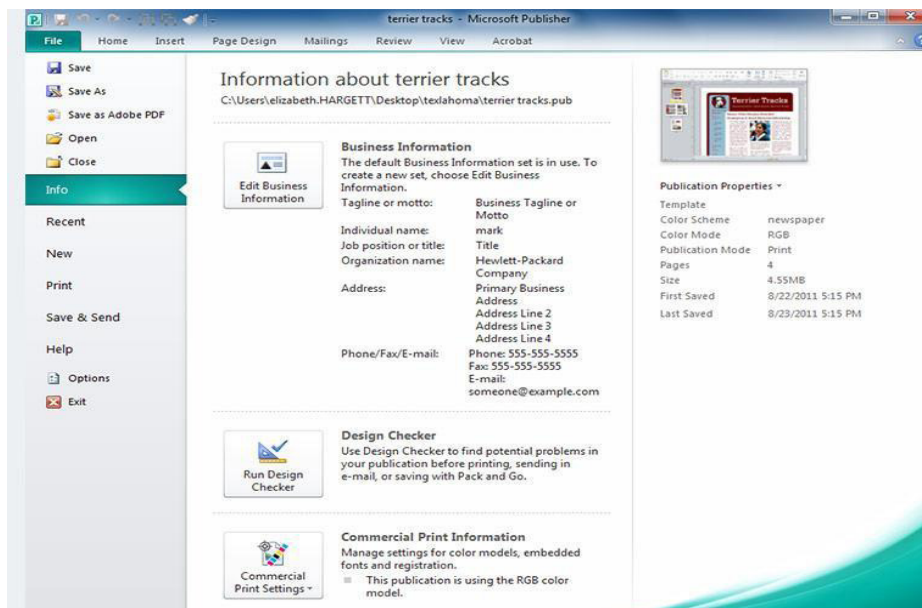 terrier tracks - Microsoft Publisher
File Home Insert Page Design Mailings Review View Acrobat
Save
Save As
Save as Adobe PDF
Open
Close
Info
Recent
New
Print
Save & Send
Help
Options
Exit
Information about terrier tracks
C:\Users\elizabeth.HARGETT\Desktop\texlahoma\terrier tracks.pub
Edit Business
Information
Business Information
The default Business Information set is in use. To
create a new set, choose Edit Business
Information.
Tagline or motto: Business Tagline or
Motto
Individual name: mark
Job position or title: Title
Organization name: Hewlett-Packard
Company
Address: Primary Business
Address
Address Line 2
Address Line 3
Address Line 4
Phone/Fax/E-mail: Phone: 555-555-5555
Fax: 555-555-5555
E-mail:
someone@example.com
Run Design
Checker
Design Checker
Use Design Checker to find potential problems in
your publication before printing, sending in
e-mail, or saving with Pack and Go.
Commercial
Print Settings
Commercial Print Information
Manage settings for color models, embedded
fonts and registration.
This publication is using the RGB color
model.
Terrier Tracks
Publication Properties
Template
Color Scheme newspaper
Color Mode RGB
Publication Mode Print
Pages 4
Size 4.55MB
First Saved 8/22/2011 5:15 PM
Last Saved 8/23/2011 5:15 PM